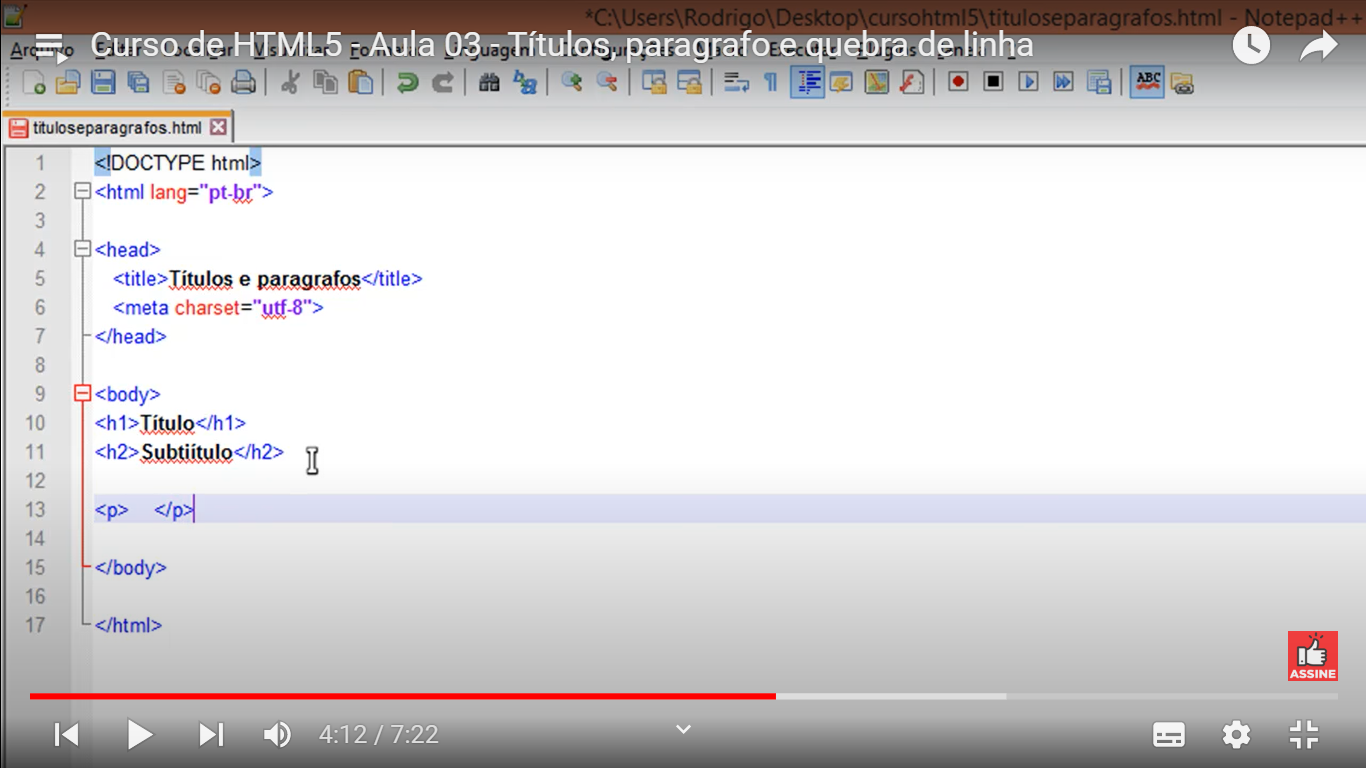 *C:\Users\Rodrigo\Desktop\cursohtml5\tituloseparagrafos.html - Notepad++
Curso de HTML5 - Aula 03 - Títulos, paragrafo e quebra de linha
ABC
tituloseparagrafos.html
1 <!DOCTYPE html>
2 <html lang="pt-br">
3
4 <head>
5 <title>Títulos e paragrafos</title>
6 <meta charset="utf-8">
7 </head>
8
9 <body>
10 <h1>Título</h1>
11 <h2>Subtiítulo</h2>
12
13 <p> </p>
14
15 </body>
16
17 </html>
ASSINE
4:12 / 7:22